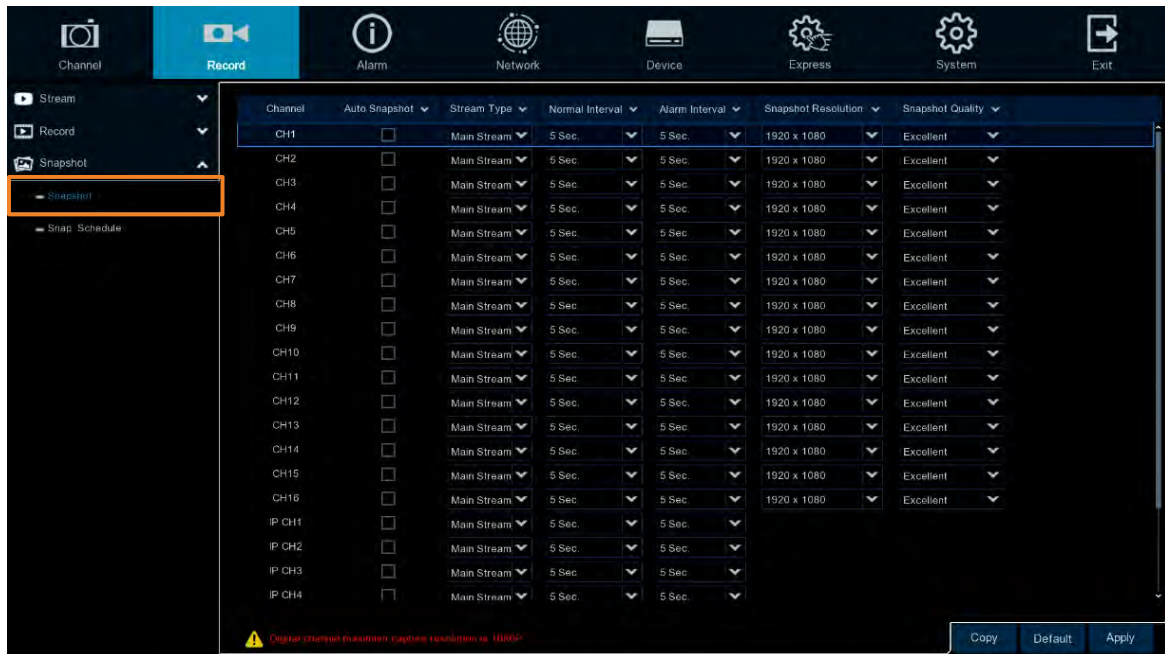 Channel Record Alarm Network Device Express System Exit
Stream
Record
Snapshot
Snapshot
Snap Schedule
Channel Auto Snapshot Stream Type Normal Interval Alarm Interval Snapshot Resolution Snapshot Quality
CH1 Main Stream 5 Sec. 5 Sec. 1920 x 1080 Excellent
CH2 Main Stream 5 Sec. 5 Sec. 1920 x 1080 Excellent
CH3 Main Stream 5 Sec. 5 Sec. 1920 x 1080 Excellent
CH4 Main Stream 5 Sec. 5 Sec. 1920 x 1080 Excellent
CH5 Main Stream 5 Sec. 5 Sec. 1920 x 1080 Excellent
CH6 Main Stream 5 Sec. 5 Sec. 1920 x 1080 Excellent
CH7 Main Stream 5 Sec. 5 Sec. 1920 x 1080 Excellent
CH8 Main Stream 5 Sec. 5 Sec. 1920 x 1080 Excellent
CH9 Main Stream 5 Sec. 5 Sec. 1920 x 1080 Excellent
CH10 Main Stream 5 Sec. 5 Sec. 1920 x 1080 Excellent
CH11 Main Stream 5 Sec. 5 Sec. 1920 x 1080 Excellent
CH12 Main Stream 5 Sec. 5 Sec. 1920 x 1080 Excellent
CH13 Main Stream 5 Sec. 5 Sec. 1920 x 1080 Excellent
CH14 Main Stream 5 Sec. 5 Sec. 1920 x 1080 Excellent
CH15 Main Stream 5 Sec. 5 Sec. 1920 x 1080 Excellent
CH16 Main Stream 5 Sec. 5 Sec. 1920 x 1080 Excellent
IP CH1 Main Stream 5 Sec. 5 Sec.
IP CH2 Main Stream 5 Sec. 5 Sec.
IP CH3 Main Stream 5 Sec. 5 Sec.
IP CH4 Main Stream 5 Sec. 5 Sec.
Digital channel maximum capture resolution is 1080P
Copy Default Apply